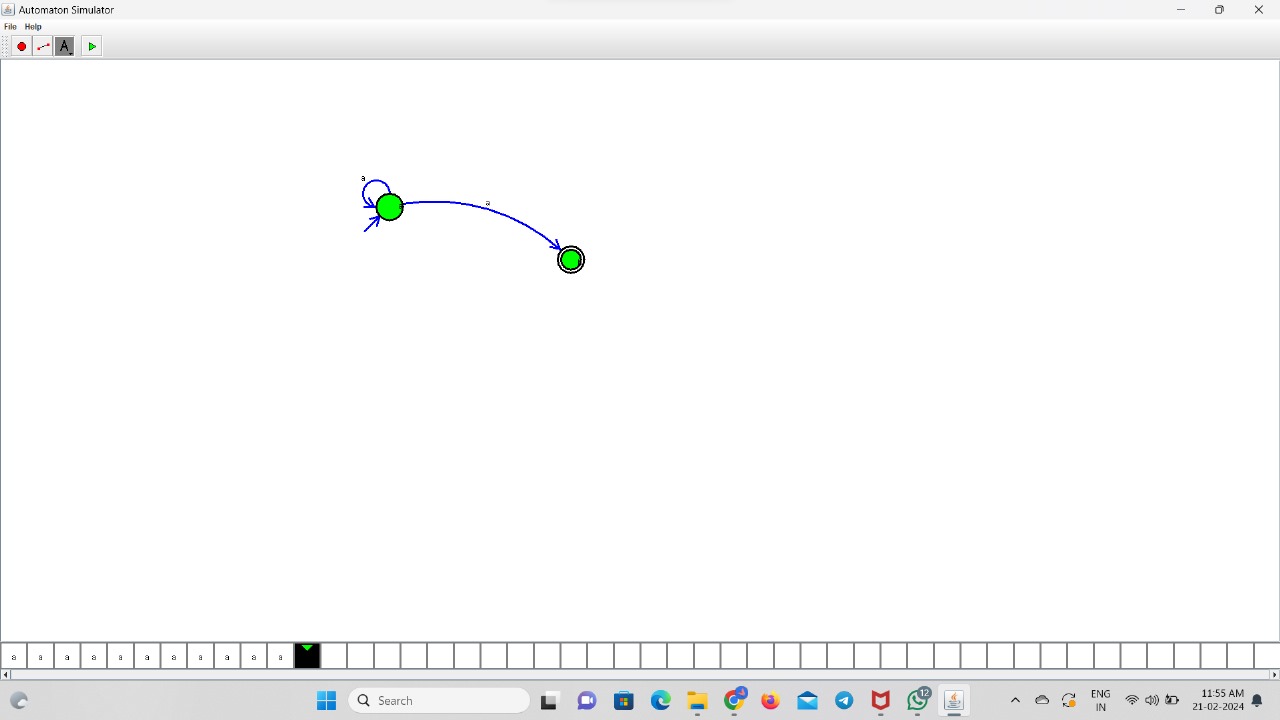 Automaton Simulator
File Help
A
a
a
a a a a a a a a a a a
Search
4
12
ENG
IN
11:55 AM
21-02-2024